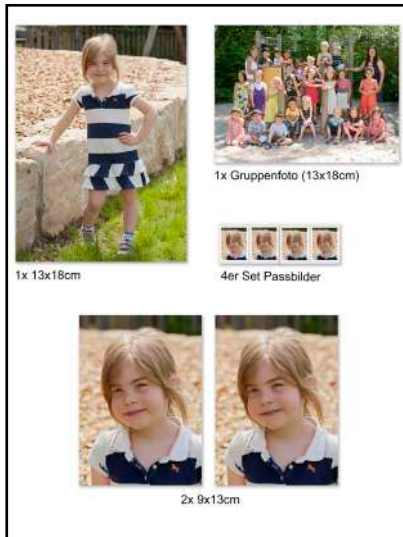 1x Gruppenfoto (13x18cm)
1x 13x18cm
4er Set Passbilder
2x 9x13cm